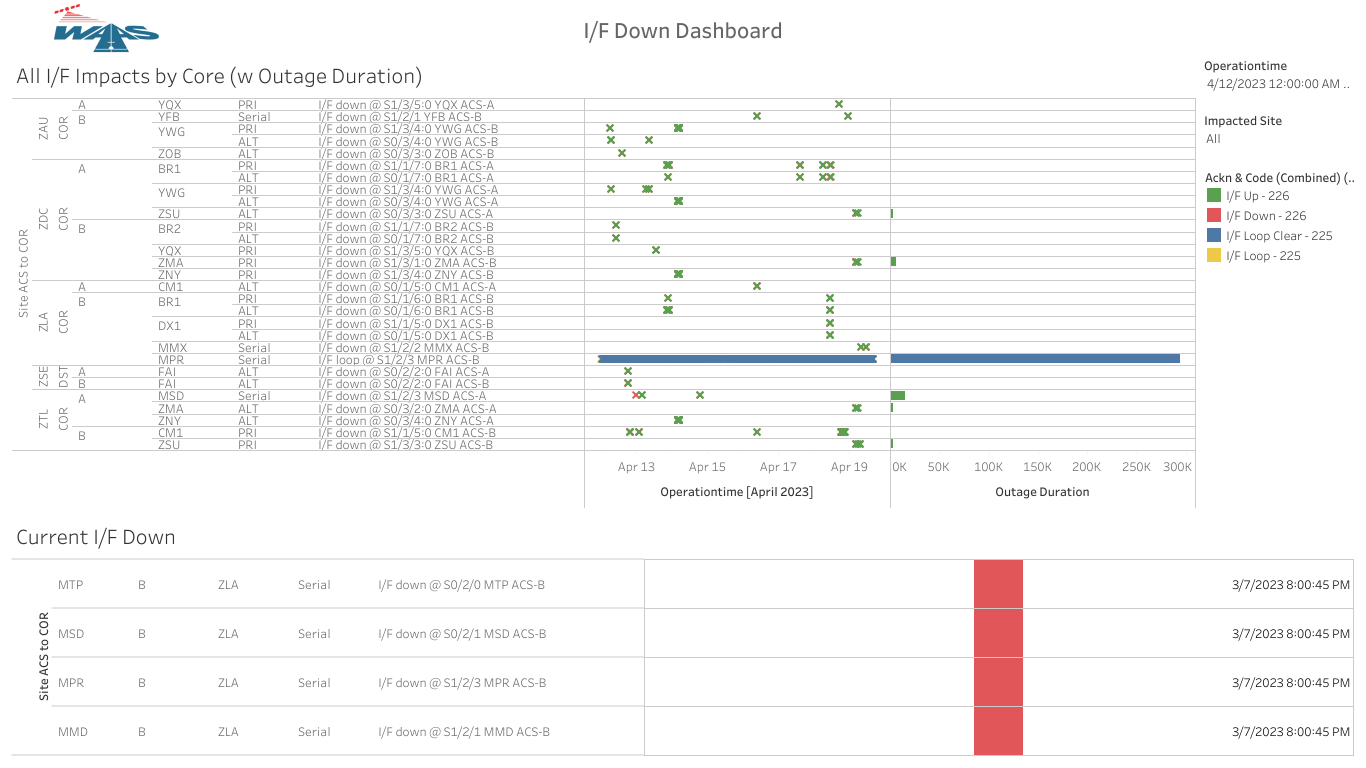 WAAS
I/F Down Dashboard
All I/F Impacts by Core (w Outage Duration)
Site ACS to COR
ZAU COR A YQX PRI I/F down @ S1/3/5:0 YQX ACS-A
B YFB Serial I/F down @ S1/2/1 YFB ACS-B
YWG PRI I/F down @ S1/3/4:0 YWG ACS-B
ALT I/F down @ S0/3/4:0 YWG ACS-B
ZOB ALT I/F down @ S0/3/3:0 ZOB ACS-B
ZDC COR A BR1 PRI I/F down @ S1/1/7:0 BR1 ACS-A
ALT I/F down @ S0/1/7:0 BR1 ACS-A
YWG PRI I/F down @ S1/3/4:0 YWG ACS-A
ALT I/F down @ S0/3/4:0 YWG ACS-A
ZSU ALT I/F down @ S0/3/3:0 ZSU ACS-A
B BR2 PRI I/F down @ S1/1/7:0 BR2 ACS-B
ALT I/F down @ S0/1/7:0 BR2 ACS-B
YQX PRI I/F down @ S1/3/5:0 YQX ACS-B
ZMA PRI I/F down @ S1/3/1:0 ZMA ACS-B
ZNY PRI I/F down @ S1/3/4:0 ZNY ACS-B
ZLA COR A CM1 ALT I/F down @ S0/1/5:0 CM1 ACS-A
B BR1 PRI I/F down @ S1/1/6:0 BR1 ACS-B
ALT I/F down @ S0/1/6:0 BR1 ACS-B
DX1 PRI I/F down @ S1/1/5:0 DX1 ACS-B
ALT I/F down @ S0/1/5:0 DX1 ACS-B
MMX Serial I/F down @ S1/2/2 MMX ACS-B
MPR Serial I/F loop @ S1/2/3 MPR ACS-B
ZSE DST A FAI ALT I/F down @ S0/2/2:0 FAI ACS-A
B FAI ALT I/F down @ S0/2/2:0 FAI ACS-B
ZTL COR A MSD Serial I/F down @ S1/2/3 MSD ACS-A
ZMA ALT I/F down @ S0/3/2:0 ZMA ACS-A
ZNY ALT I/F down @ S0/3/4:0 ZNY ACS-A
B CM1 PRI I/F down @ S1/1/5:0 CM1 ACS-B
ZSU PRI I/F down @ S1/3/3:0 ZSU ACS-B
Apr 13 Apr 15 Apr 17 Apr 19 0K 50K 100K 150K 200K 250K 300K
Operationtime [April 2023] Outage Duration
Operationtime
4/12/2023 12:00:00 AM ..
Impacted Site
All
Ackn & Code (Combined) (..
I/F Up - 226
I/F Down - 226
I/F Loop Clear - 225
I/F Loop - 225
Current I/F Down
Site ACS to COR
MTP B ZLA Serial I/F down @ S0/2/0 MTP ACS-B 3/7/2023 8:00:45 PM
MSD B ZLA Serial I/F down @ S0/2/1 MSD ACS-B 3/7/2023 8:00:45 PM
MPR B ZLA Serial I/F down @ S1/2/3 MPR ACS-B 3/7/2023 8:00:45 PM
MMD B ZLA Serial I/F down @ S1/2/1 MMD ACS-B 3/7/2023 8:00:45 PM